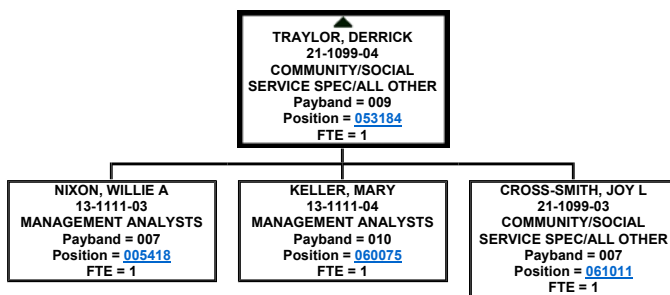 TRAYLOR, DERRICK
21-1099-04
COMMUNITY/SOCIAL
SERVICE SPEC/ALL OTHER
Payband = 009
Position = 053184
FTE = 1
NIXON, WILLIE A
13-1111-03
MANAGEMENT ANALYSTS
Payband = 007
Position = 005418
FTE = 1
KELLER, MARY
13-1111-04
MANAGEMENT ANALYSTS
Payband = 010
Position = 060075
FTE = 1
CROSS-SMITH, JOY L
21-1099-03
COMMUNITY/SOCIAL
SERVICE SPEC/ALL OTHER
Payband = 007
Position = 061011
FTE = 1